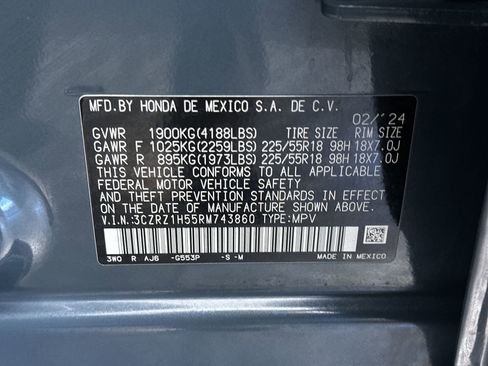 MFD.BY HONDA DE MEXICO S.A. DE C.V.
02/'24
GVWR 1900KG(4188LBS) TIRE SIZE RIM SIZE
GAWR F 1025KG(2259LBS) 225/55R18 98H 18X7.0J
GAWR R 895KG(1973LBS) 225/55R18 98H 18X7.0J
THIS VEHICLE CONFORMS TO ALL APPLICABLE
FEDERAL MOTOR VEHICLE SAFETY AND BUMPER
AND THEFT PREVENTION STANDARDS IN EFFECT
ON THE DATE OF MANUFACTURE SHOWN ABOVE.
V.I.N.:3CZRZ1H55RM743860 TYPE:MPV
3WO R AJ6 -G553P -S -M MADE IN MEXICO